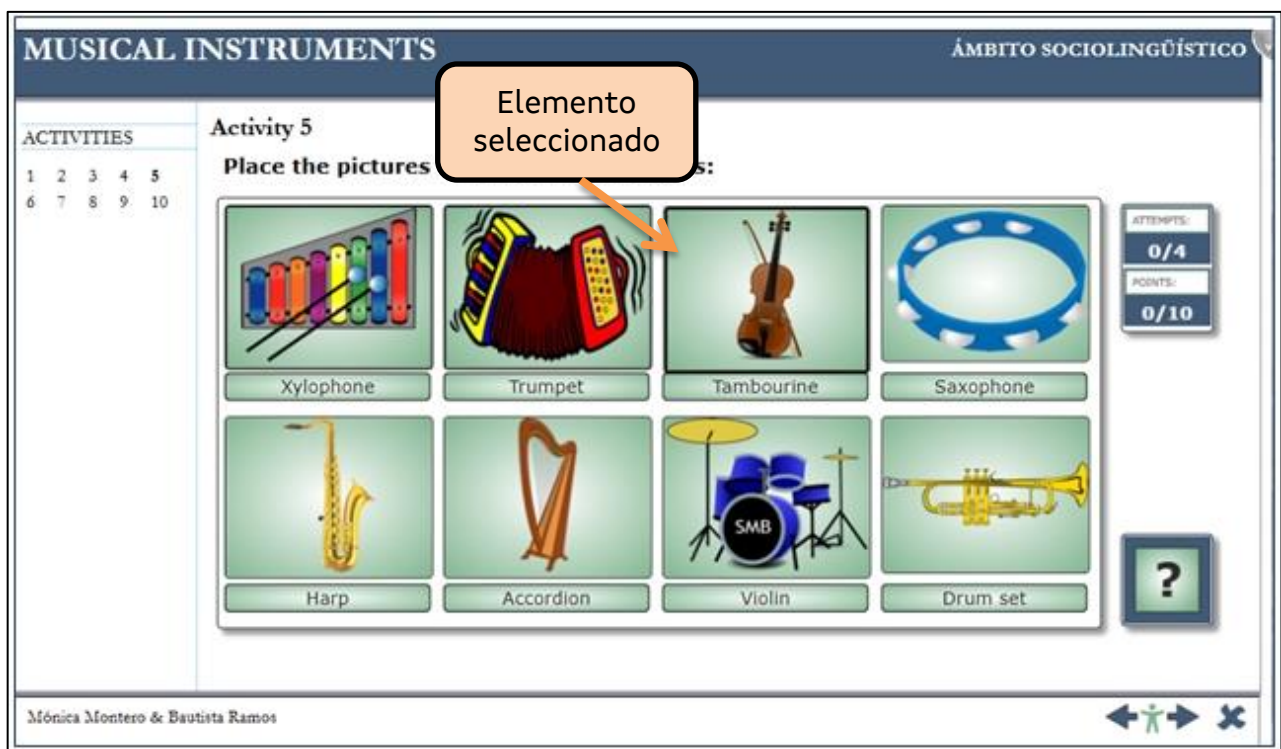 MUSICAL INSTRUMENTS
ÁMBITO SOCIOLINGÜÍSTICO
Elemento
seleccionado
ACTIVITIES
1 2 3 4 5
6 7 8 9 10
Activity 5
Place the pictures s:
ATTEMPTS:
0/4
POINTS:
0/10
Xylophone Trumpet Tambourine Saxophone
SMB
Harp Accordion Violin Drum set
?
Mónica Montero & Bautista Ramos